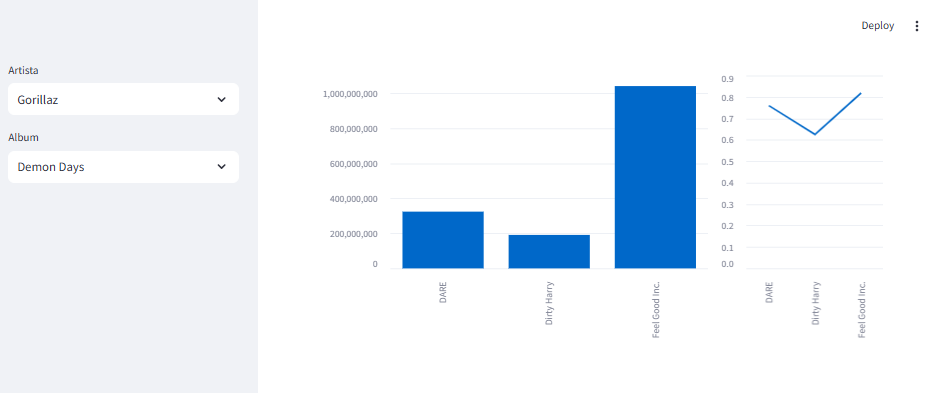 Deploy
Artista
Gorillaz
Album
Demon Days
1,000,000,000
800,000,000
600,000,000
400,000,000
200,000,000
0
DARE
Dirty Harry
Feel Good Inc.
0.9
0.8
0.7
0.6
0.5
0.4
0.3
0.2
0.1
0.0
DARE
Dirty Harry
Feel Good Inc.